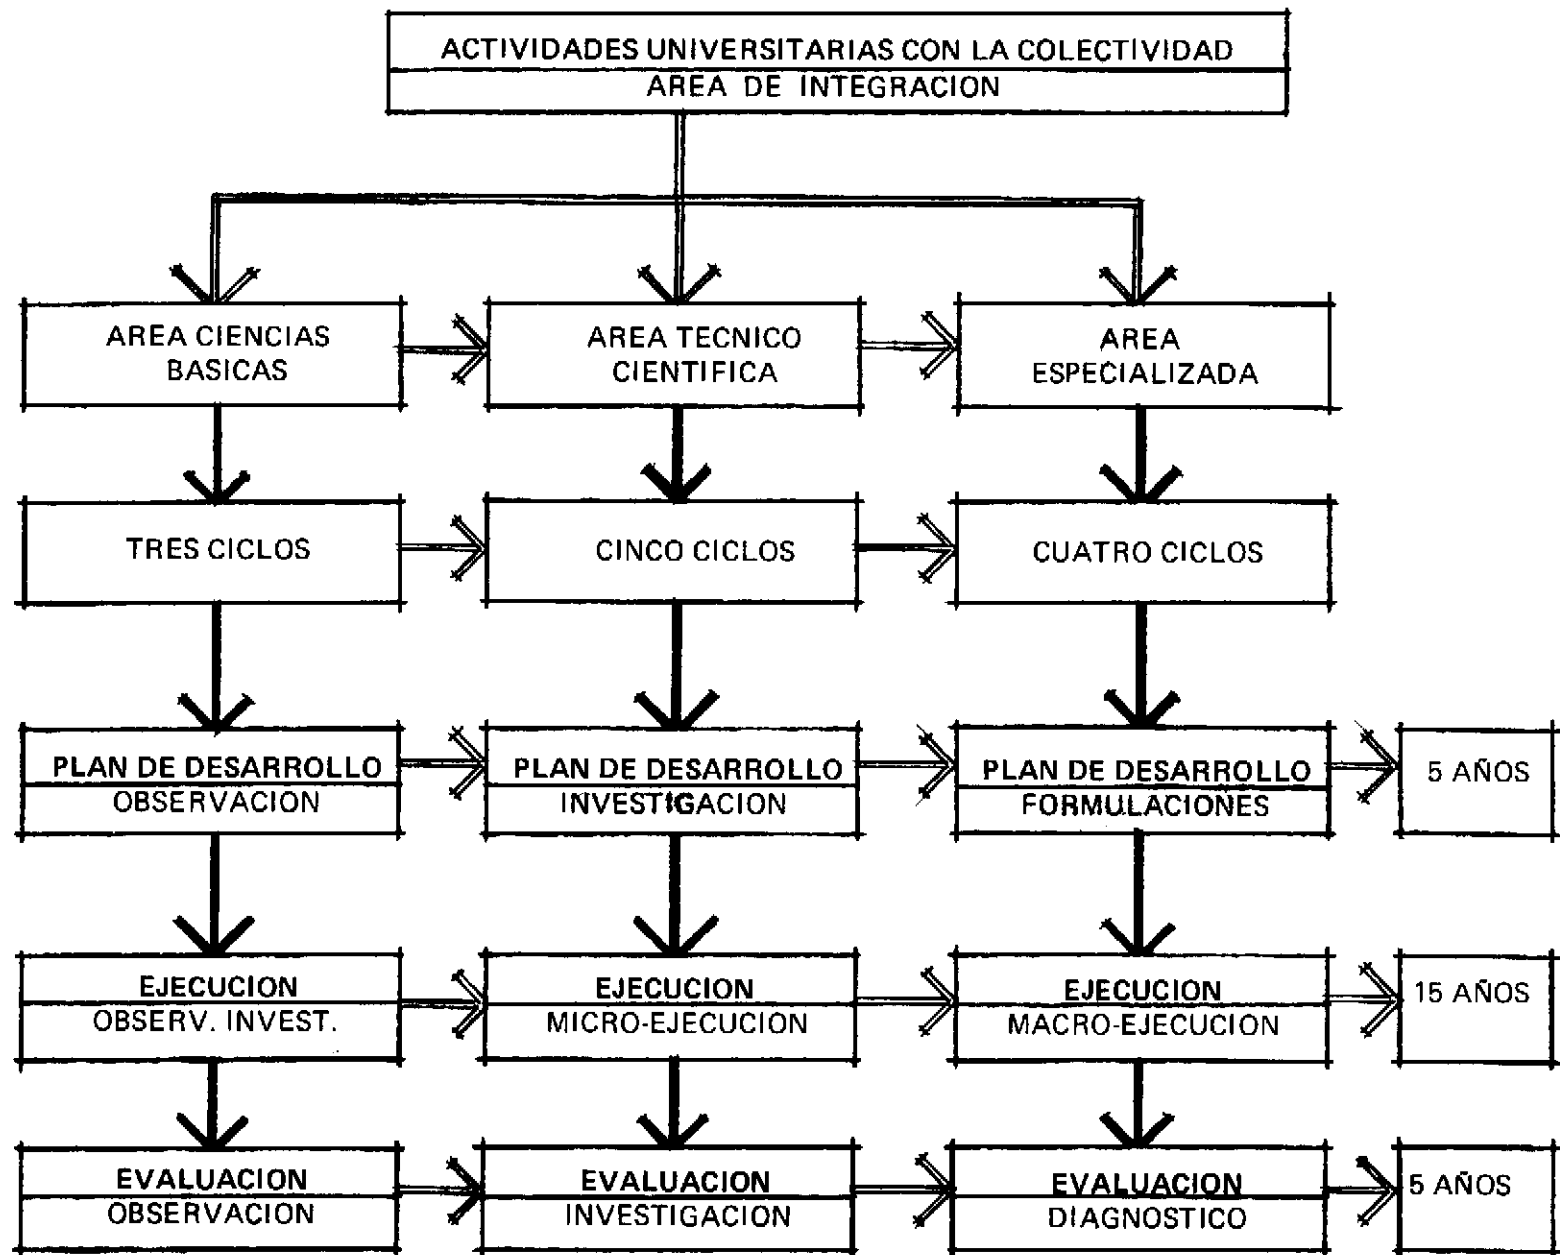 ACTIVIDADES UNIVERSITARIAS CON LA COLECTIVIDAD
AREA DE INTEGRACION
AREA CIENCIAS
BASICAS
AREA TECNICO
CIENTIFICA
AREA
ESPECIALIZADA
TRES CICLOS
CINCO CICLOS
CUATRO CICLOS
PLAN DE DESARROLLO
OBSERVACION
PLAN DE DESARROLLO
INVESTIGACION
PLAN DE DESARROLLO
FORMULACIONES
5 AÑOS
EJECUCION
OBSERV. INVEST.
EJECUCION
MICRO-EJECUCION
EJECUCION
MACRO-EJECUCION
15 AÑOS
EVALUACION
OBSERVACION
EVALUACION
INVESTIGACION
EVALUACION
DIAGNOSTICO
5 AÑOS